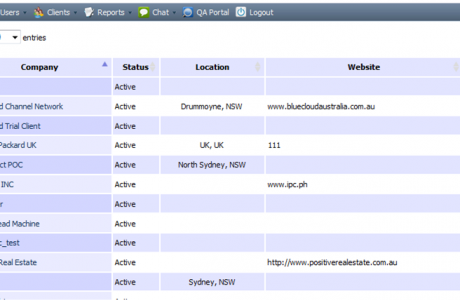 Users Clients Reports Chat QA Portal Logout
entries
Company Status Location Website
Active
d Channel Network Active Drummoyne, NSW www.bluecloudaustralia.com.au
d Trial Client Active
Packard UK Active UK, UK 111
ct POC Active North Sydney, NSW
INC Active www.ipc.ph
r Active
ead Machine Active
c_test Active
Real Estate Active http://www.positiverealestate.com.au
Active Sydney, NSW